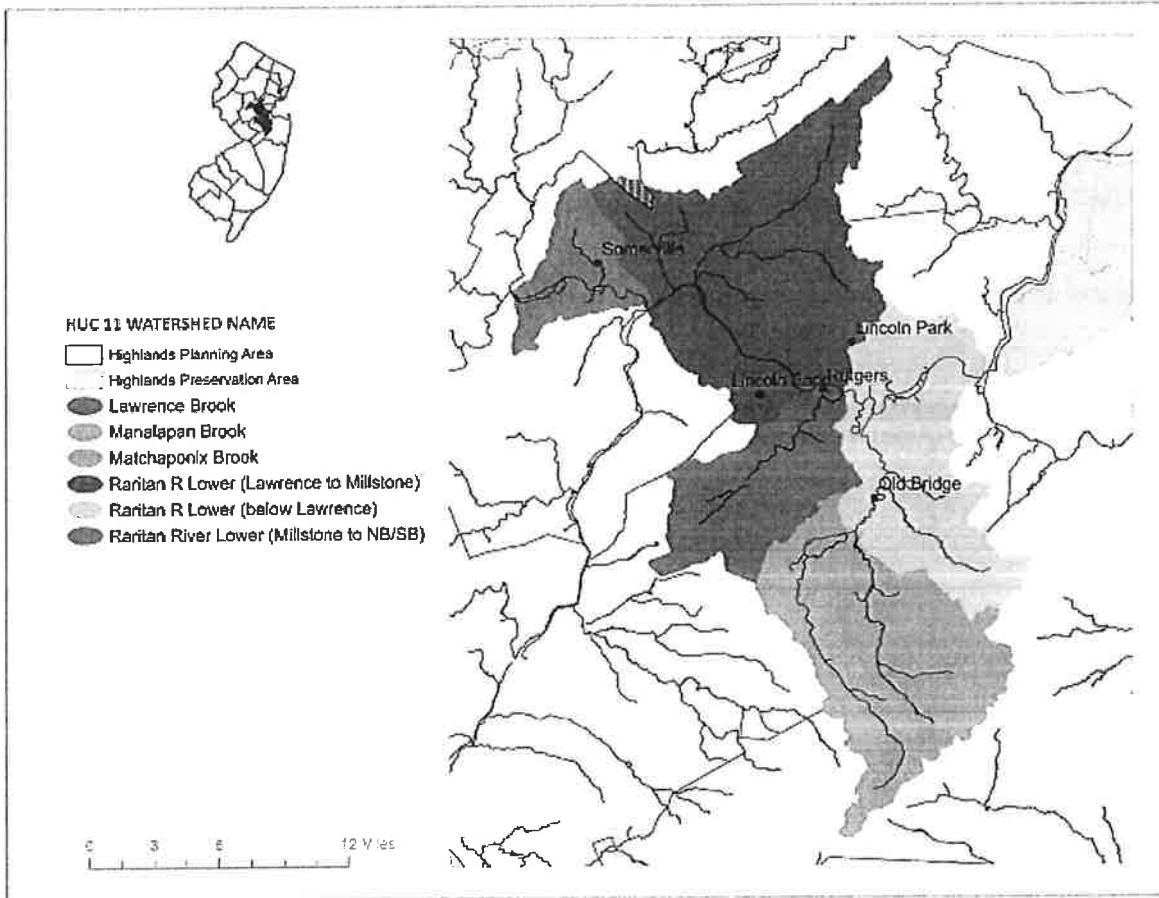 HUC 11 WATERSHED NAME
Highlands Planning Area
Highlands Preservation Area
Lawrence Brook
Manalapan Brook
Matchaponix Brook
Raritan R Lower (Lawrence to Millstone)
Raritan R Lower (below Lawrence)
Raritan River Lower (Millstone to NB/SB)
0 3 6 12 Miles
Somerville
Lincoln Park
Lincoln
Rutgers
Old Bridge